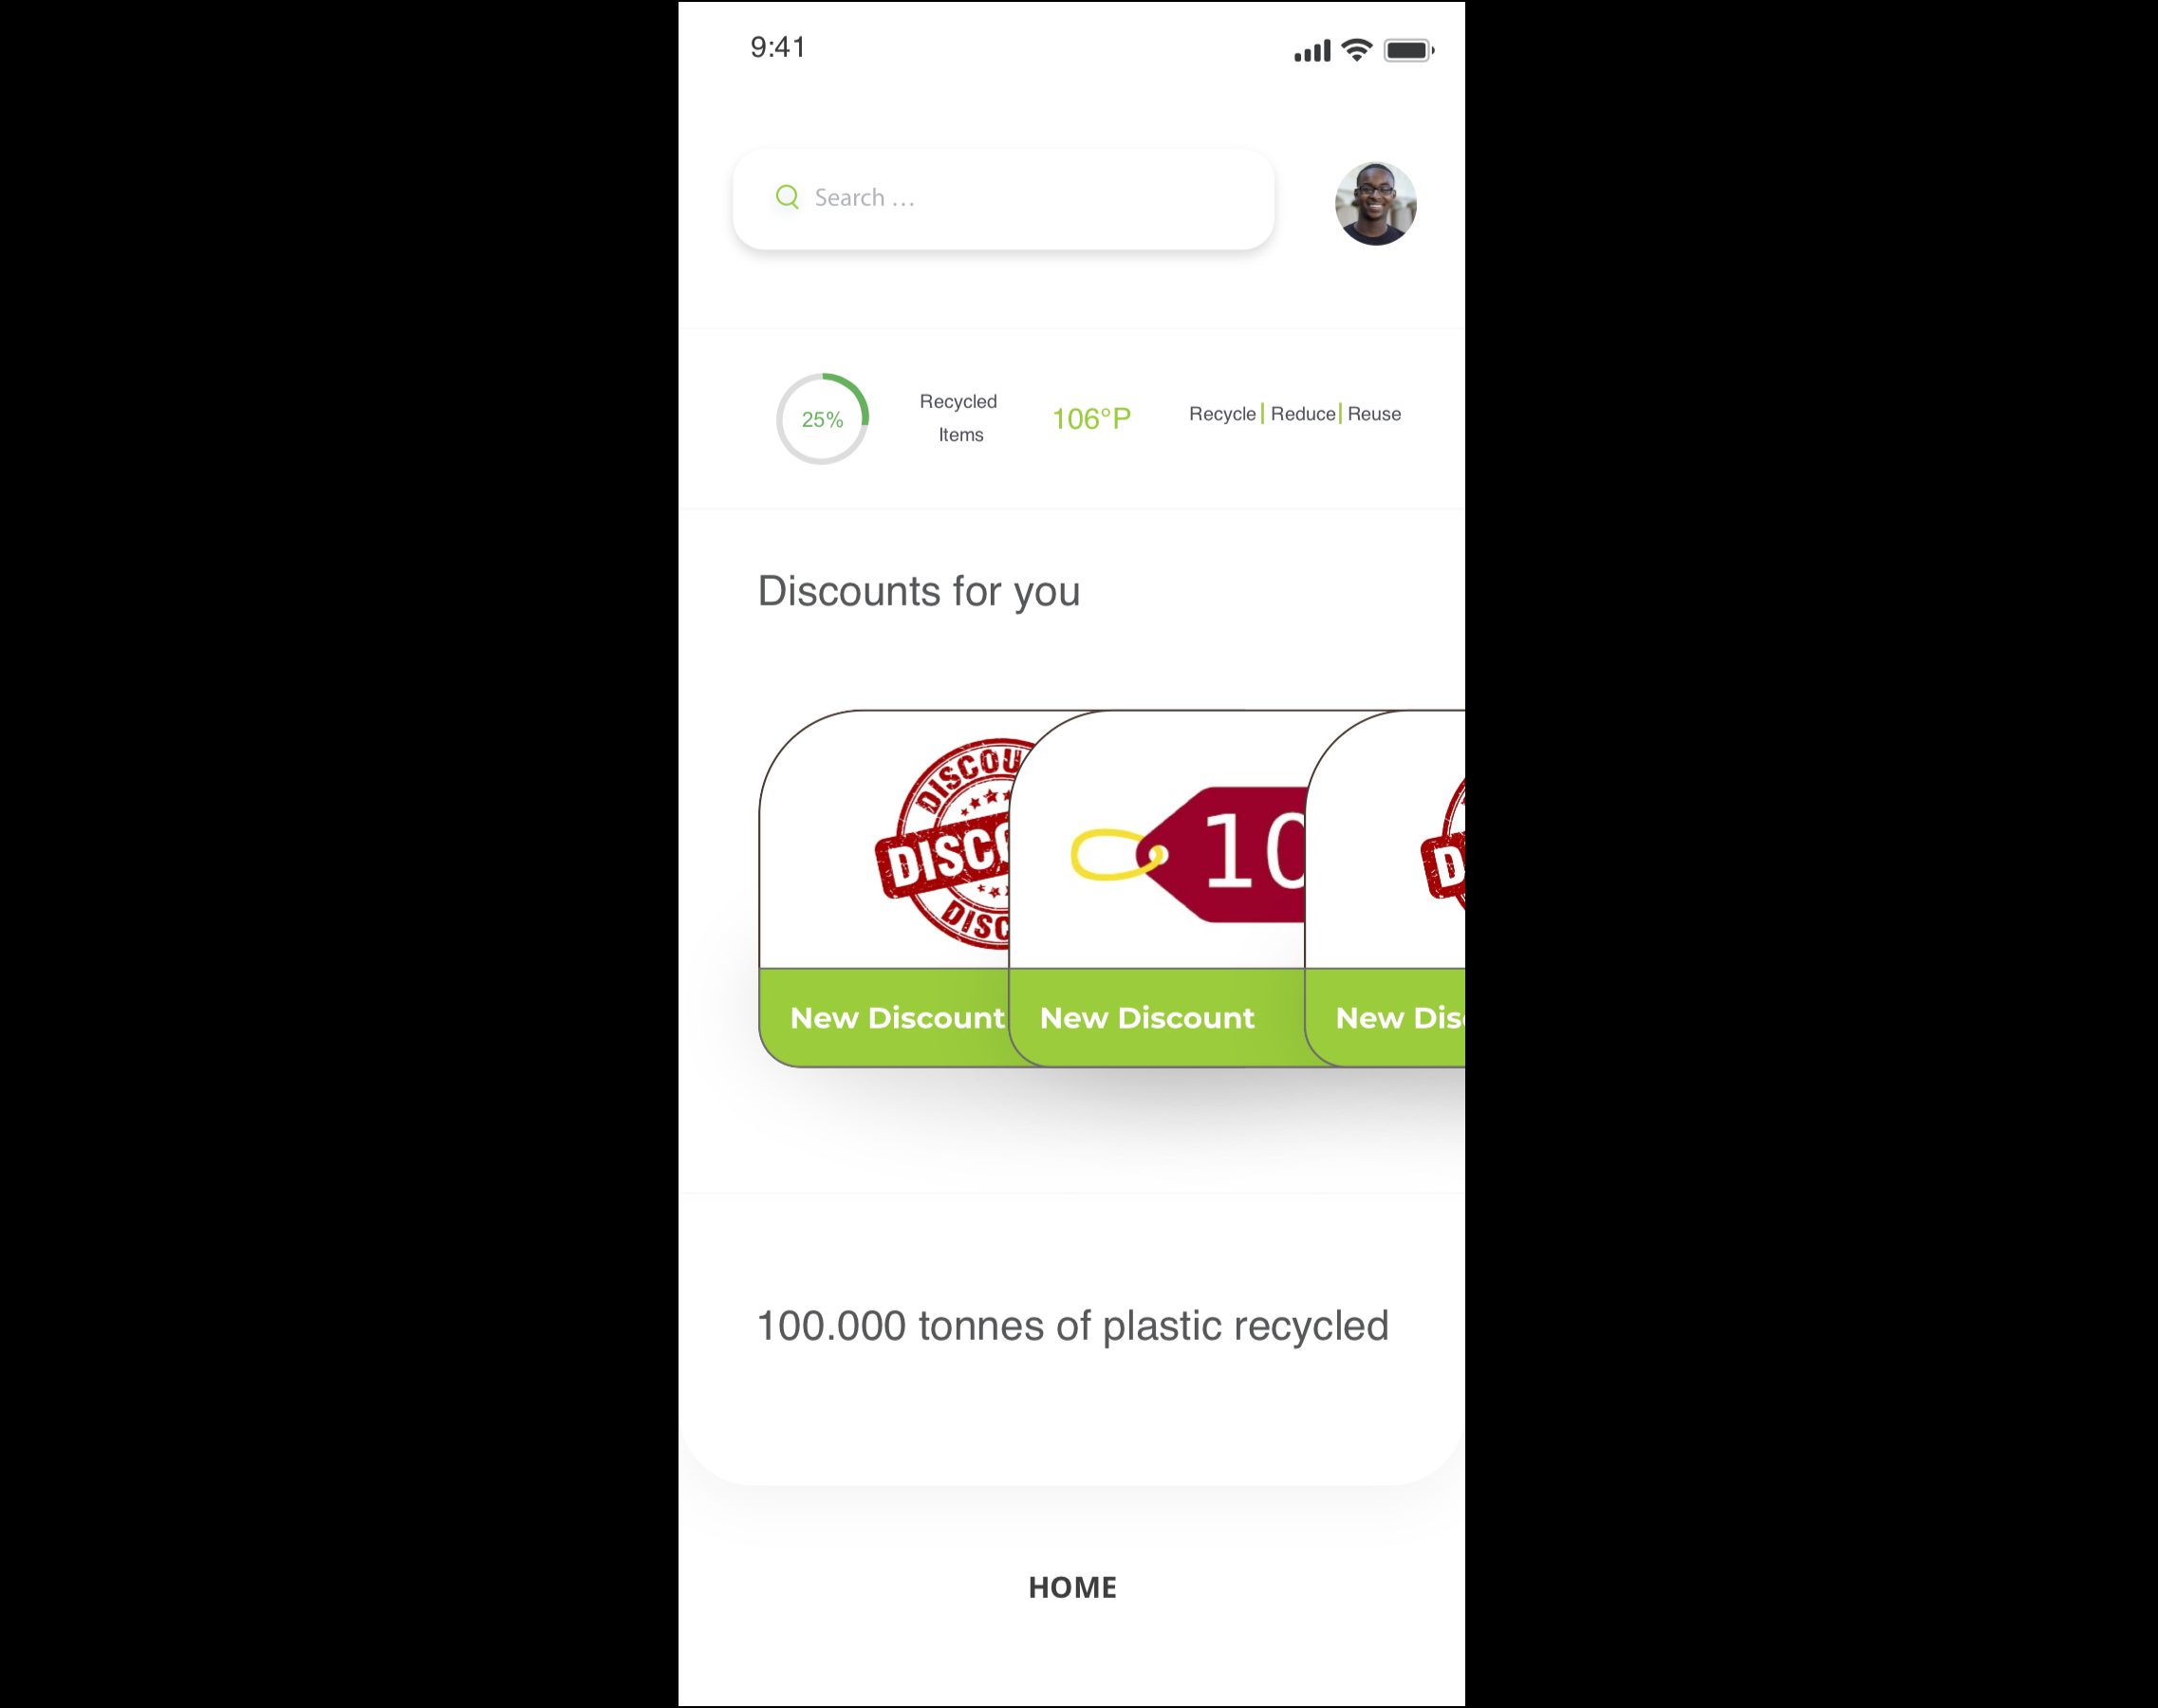 9:41
Search ...
25%
Recycled
Items
106°P
Recycle | Reduce | Reuse
Discounts for you
DISCOU
DISCO
DISC
10
D
New Discount
New Discount
New Dis
100.000 tonnes of plastic recycled
HOME